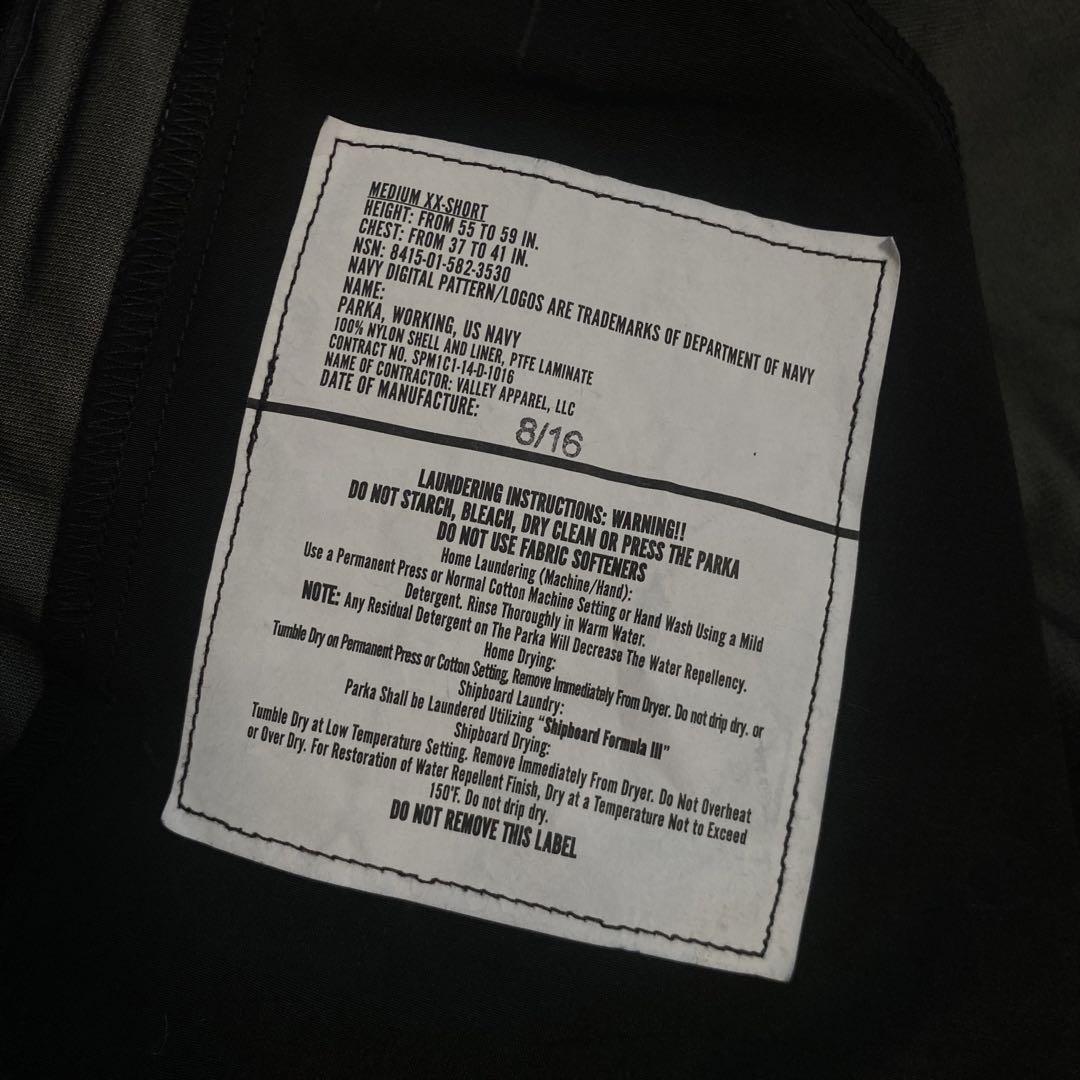 MEDIUM XX-SHORT
HEIGHT: FROM 55 TO 59 IN.
CHEST: FROM 37 TO 41 IN.
NSN: 8415-01-582-3530
NAVY DIGITAL PATTERN/LOGOS ARE TRADEMARKS OF DEPARTMENT OF NAVY
NAME:
PARKA, WORKING, US NAVY
100% NYLON SHELL AND LINER, PTFE LAMINATE
CONTRACT NO. SPM1C1-14-D-1016
NAME OF CONTRACTOR: VALLEY APPAREL, LLC
DATE OF MANUFACTURE:
8/16
LAUNDERING INSTRUCTIONS: WARNING!!
DO NOT STARCH, BLEACH, DRY CLEAN OR PRESS THE PARKA
DO NOT USE FABRIC SOFTENERS
Home Laundering (Machine/Hand):
Use a Permanent Press or Normal Cotton Machine Setting or Hand Wash Using a Mild
Detergent. Rinse Thoroughly in Warm Water.
NOTE: Any Residual Detergent on The Parka Will Decrease The Water Repellency.
Home Drying:
Tumble Dry on Permanent Press or Cotton Setting, Remove Immediately From Dryer. Do not drip dry. or
Shipboard Laundry:
Parka Shall be Laundered Utilizing "Shipboard Formula III"
Shipboard Drying:
Tumble Dry at Low Temperature Setting. Remove Immediately From Dryer. Do Not Overheat
or Over Dry. For Restoration of Water Repellent Finish, Dry at a Temperature Not to Exceed
150°F. Do not drip dry.
DO NOT REMOVE THIS LABEL